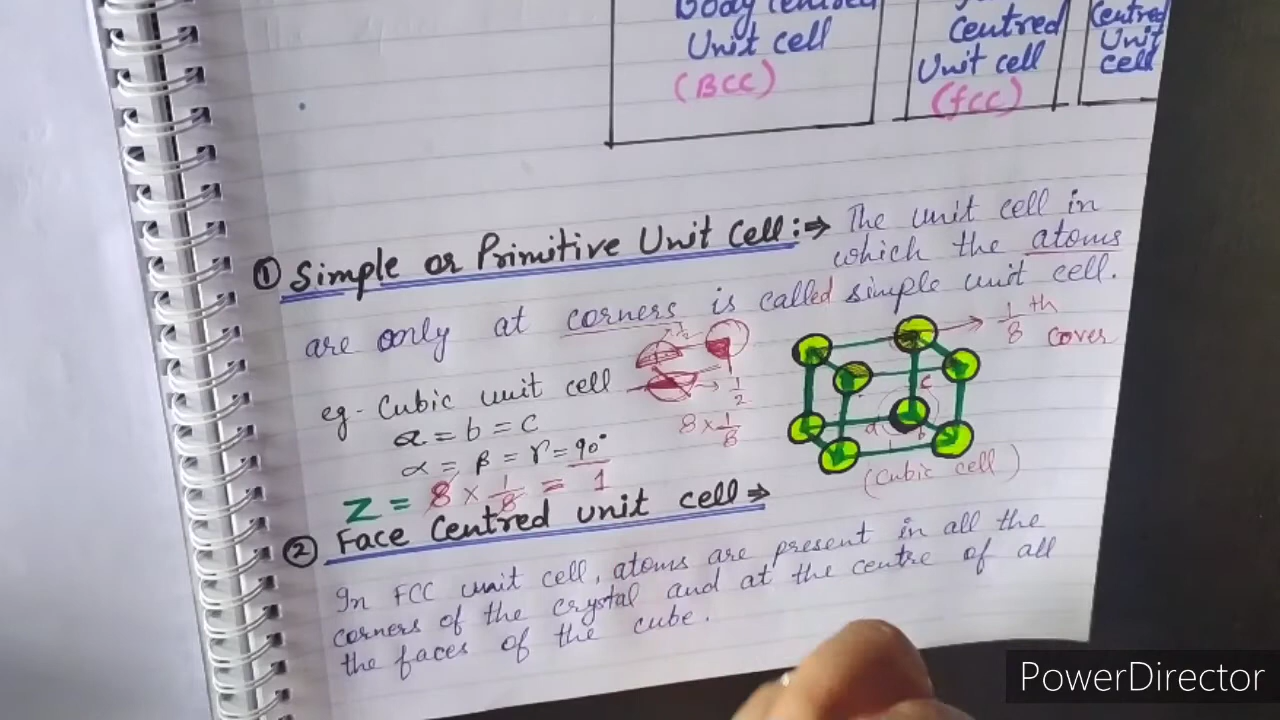 Body Centred
Unit cell
(BCC)
Centred
Unit cell
(fcc)
Centred
Unit
cell
① Simple or Primitive Unit Cell:⇒ The unit cell in
which the atoms
are only at corners is called simple unit cell.
1/2
1/8 th
cover
eg- Cubic unit cell
→ 1/2
a = b = c
8 × 1/8
α = β = γ = 90°
c
a
b
(Cubic cell)
Z = 8 × 1/8 = 1
② Face Centred unit cell ⇒
In FCC unit cell, atoms are present in all the
corners of the crystal and at the centre of all
the faces of the cube.
PowerDirector